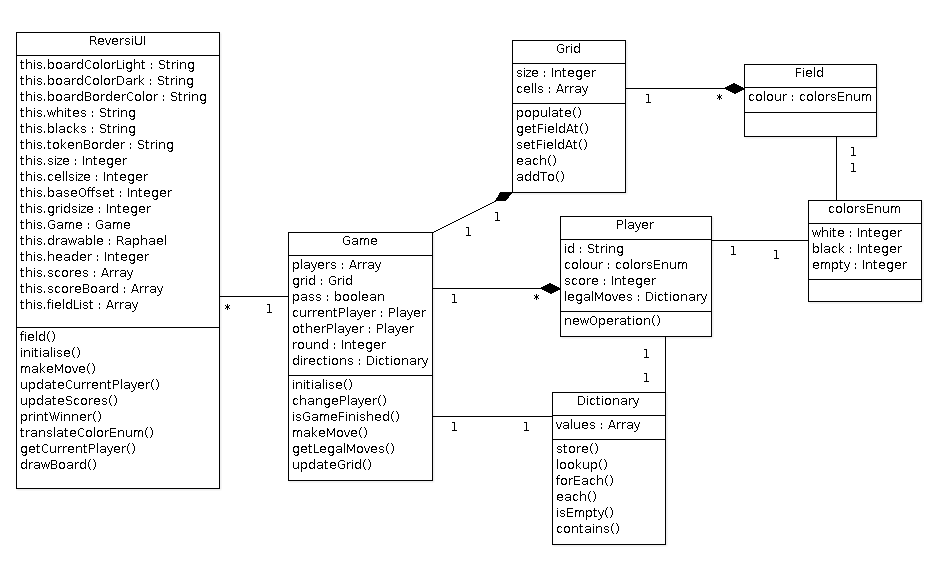 ReversiUI
this.boardColorLight : String
this.boardColorDark : String
this.boardBorderColor : String
this.whites : String
this.blacks : String
this.tokenBorder : String
this.size : Integer
this.cellsize : Integer
this.baseOffset : Integer
this.gridsize : Integer
this.Game : Game
this.drawable : Raphael
this.header : Integer
this.scores : Array
this.scoreBoard : Array
this.fieldList : Array
field()
initialise()
makeMove()
updateCurrentPlayer()
updateScores()
printWinner()
translateColorEnum()
getCurrentPlayer()
drawBoard()
*
1
Game
players : Array
grid : Grid
pass : boolean
currentPlayer : Player
otherPlayer : Player
round : Integer
directions : Dictionary
initialise()
changePlayer()
isGameFinished()
makeMove()
getLegalMoves()
updateGrid()
1
1
1
*
1
1
Grid
size : Integer
cells : Array
populate()
getFieldAt()
setFieldAt()
each()
addTo()
1
*
Field
colour : colorsEnum
1
1
colorsEnum
white : Integer
black : Integer
empty : Integer
Player
id : String
colour : colorsEnum
score : Integer
legalMoves : Dictionary
newOperation()
1
1
1
1
Dictionary
values : Array
store()
lookup()
forEach()
each()
isEmpty()
contains()